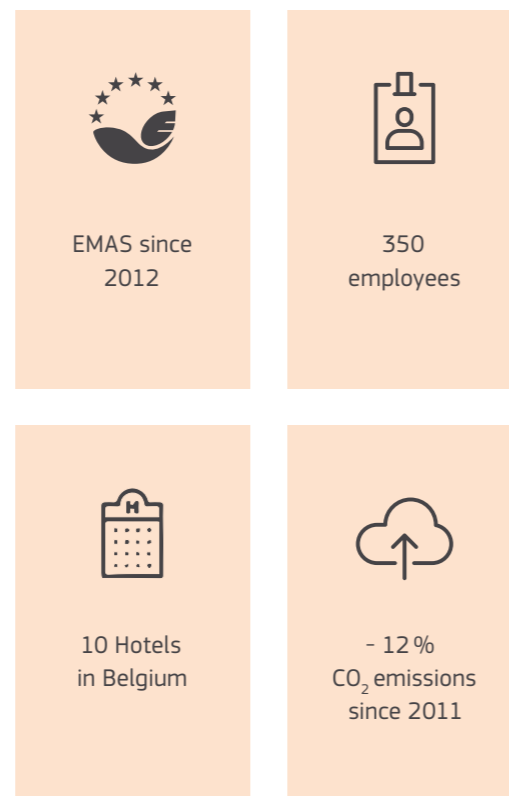 EMAS since
2012
350
employees
H
10 Hotels
in Belgium
- 12 %
CO₂ emissions
since 2011